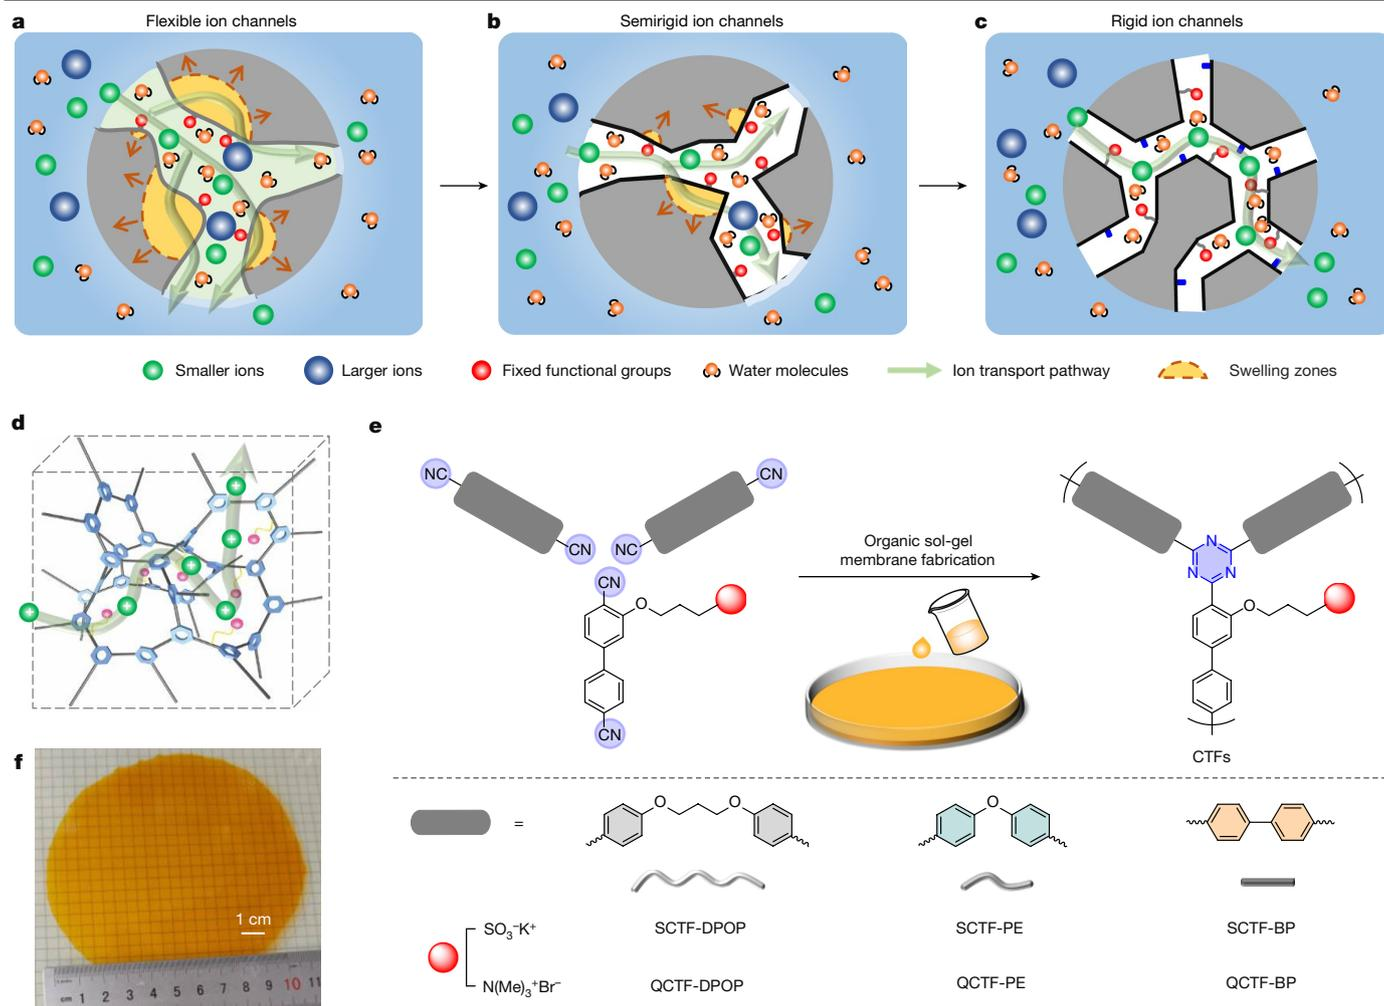 a Flexible ion channels
b Semirigid ion channels
c Rigid ion channels
Smaller ions
Larger ions
Fixed functional groups
Water molecules
Ion transport pathway
Swelling zones
d
+ + + + + +
e
NC CN
CN NC
CN
O
CN
Organic sol-gel
membrane fabrication
N
N N
O
CTFs
f
1 cm
cm 1 2 3 4 5 6 7 8 9 10 11
=
O O
O
SO₃⁻K⁺ SCTF-DPOP SCTF-PE SCTF-BP
N(Me)₃⁺Br⁻ QCTF-DPOP QCTF-PE QCTF-BP